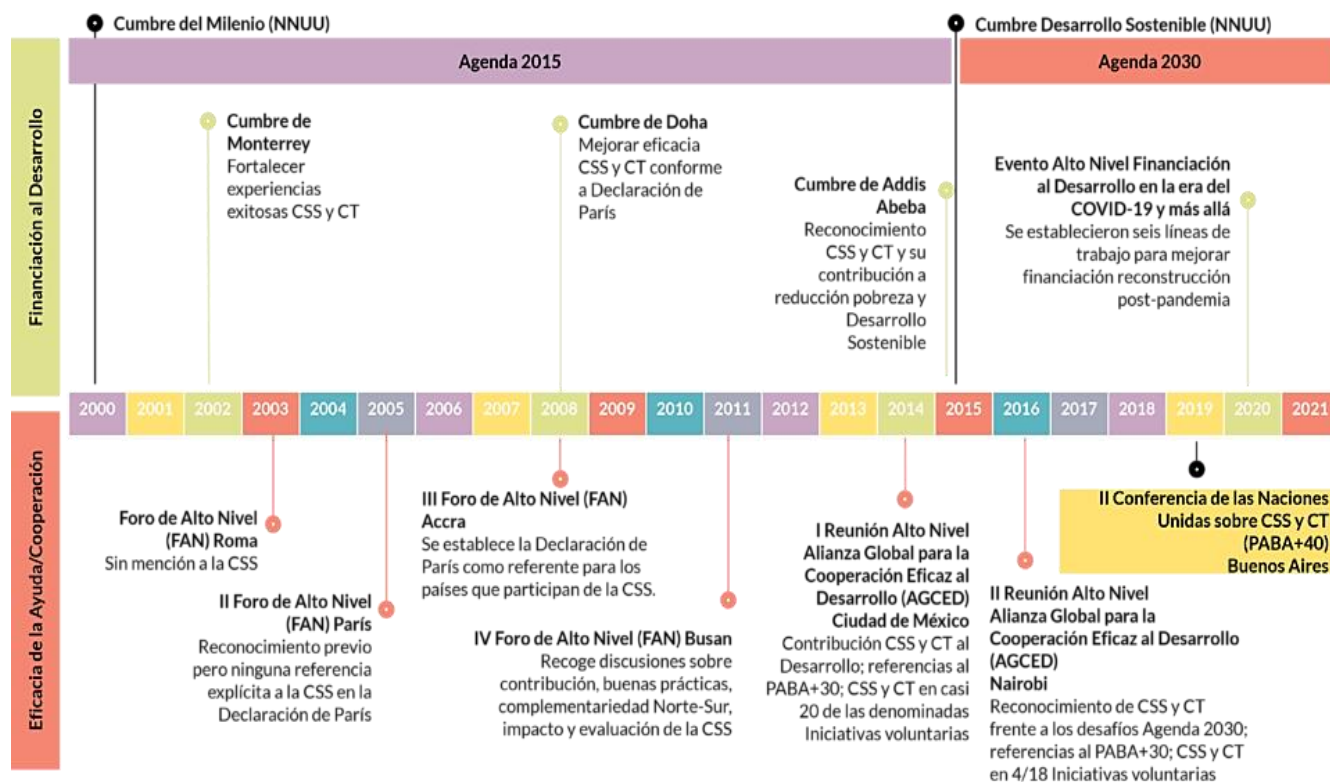 Cumbre del Milenio (NNUU)
Cumbre Desarrollo Sostenible (NNUU)
Agenda 2015
Agenda 2030
Financiación al Desarrollo
Cumbre de
Monterrey
Fortalecer
experiencias
exitosas CSS y CT
Cumbre de Doha
Mejorar eficacia
CSS y CT conforme
a Declaración de
París
Cumbre de Addis
Abeba
Reconocimiento
CSS y CT y su
contribución a
reducción pobreza y
Desarrollo
Sostenible
Evento Alto Nivel Financiación
al Desarrollo en la era del
COVID-19 y más allá
Se establecieron seis líneas de
trabajo para mejorar
financiación reconstrucción
post-pandemia
2000 2001 2002 2003 2004 2005 2006 2007 2008 2009 2010 2011 2012 2013 2014 2015 2016 2017 2018 2019 2020 2021
Eficacia de la Ayuda/Cooperación
Foro de Alto Nivel
(FAN) Roma
Sin mención a la CSS
II Foro de Alto Nivel
(FAN) París
Reconocimiento previo
pero ninguna referencia
explícita a la CSS en la
Declaración de París
III Foro de Alto Nivel (FAN)
Accra
Se establece la Declaración de
París como referente para los
países que participan de la CSS.
IV Foro de Alto Nivel (FAN) Busan
Recoge discusiones sobre
contribución, buenas prácticas,
complementariedad Norte-Sur,
impacto y evaluación de la CSS
I Reunión Alto Nivel
Alianza Global para la
Cooperación Eficaz al
Desarrollo (AGCED)
Ciudad de México
Contribución CSS y CT al
Desarrollo; referencias al
PABA+30; CSS y CT en casi
20 de las denominadas
Iniciativas voluntarias
II Conferencia de las Naciones
Unidas sobre CSS y CT
(PABA+40)
Buenos Aires
II Reunión Alto Nivel
Alianza Global para la
Cooperación Eficaz al Desarrollo
(AGCED)
Nairobi
Reconocimiento de CSS y CT
frente a los desafíos Agenda 2030;
referencias al PABA+30; CSS y CT
en 4/18 Iniciativas voluntarias